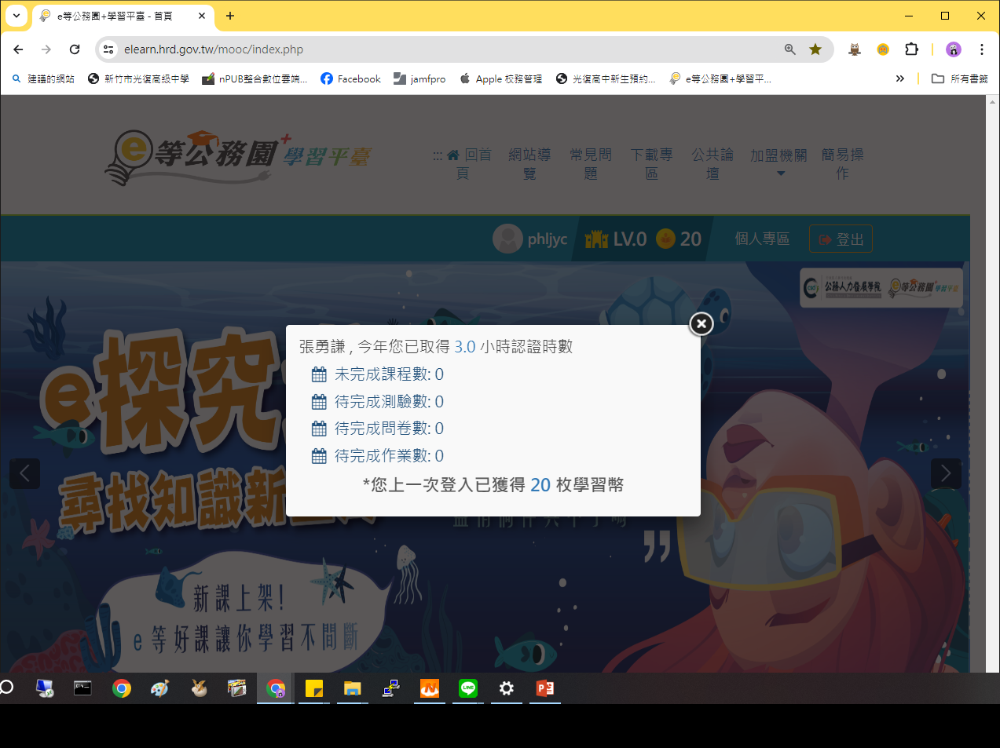 e等公務園+學習平臺 - 首頁
elearn.hrd.gov.tw/mooc/index.php
建議的網站
新竹市光復高級中學
nPUB整合數位雲端...
Facebook
jamfpro
Apple 校務管理
光復高中新生預約...
e等公務園+學習平...
所有書籤
e等公務園+學習平臺
::: 回首頁
網站導覽
常見問題
下載專區
公共論壇
加盟機關
簡易操作
phljyc
LV.0
20
個人專區
登出
公務人力發展學院
e等公務園+學習平臺
e探究
尋找知識新
張勇謙 , 今年您已取得 3.0 小時認證時數
未完成課程數: 0
待完成測驗數: 0
待完成問卷數: 0
待完成作業數: 0
*您上一次登入已獲得 20 枚學習幣
新課上架!
e等好課讓你學習不間斷